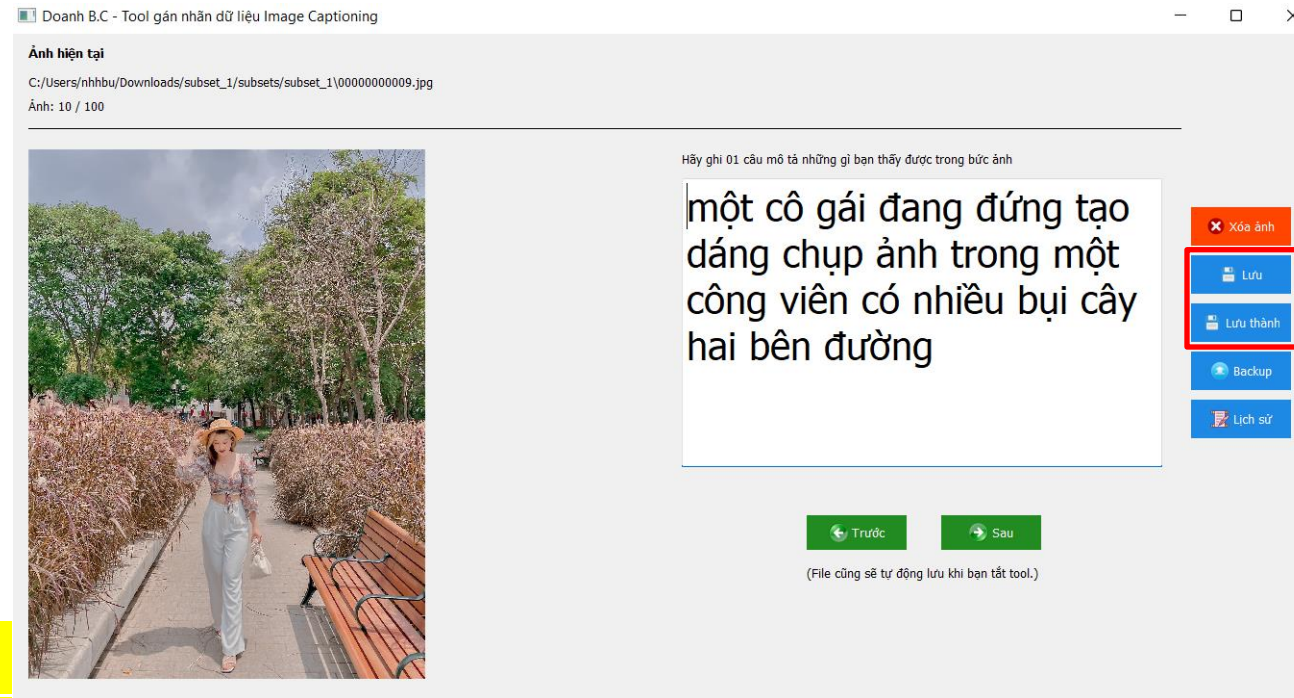 Doanh B.C - Tool gán nhãn dữ liệu Image Captioning
Ảnh hiện tại
C:/Users/nhhbu/Downloads/subset_1/subsets/subset_1\00000000009.jpg
Ảnh: 10 / 100
Hãy ghi 01 câu mô tả những gì bạn thấy được trong bức ảnh
một cô gái đang đứng tạo
dáng chụp ảnh trong một
công viên có nhiều bụi cây
hai bên đường
Xóa ảnh
Lưu
Lưu thành
Backup
Lịch sử
Trước
Sau
(File cũng sẽ tự động lưu khi bạn tắt tool.)